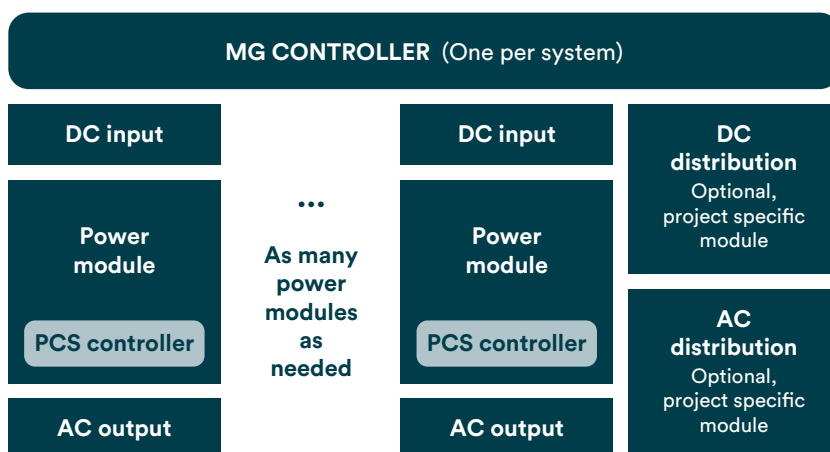 MG CONTROLLER (One per system)
DC input
Power
module
PCS controller
AC output
...
As many
power
modules
as
needed
DC input
Power
module
PCS controller
AC output
DC
distribution
Optional,
project specific
module
AC
distribution
Optional,
project specific
module